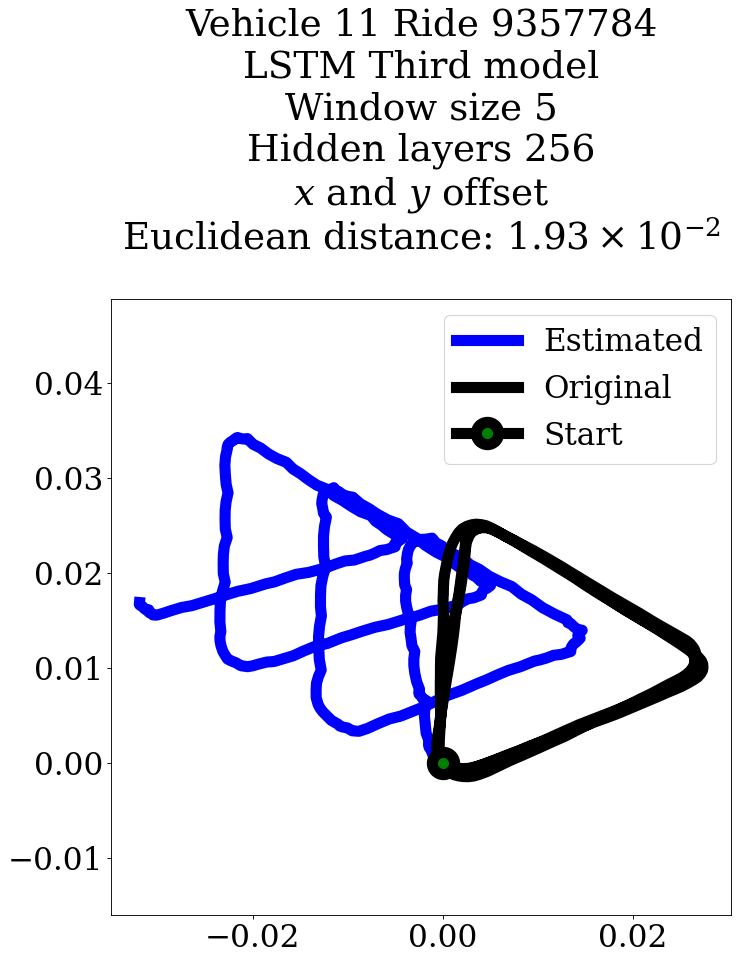 Vehicle 11 Ride 9357784
LSTM Third model
Window size 5
Hidden layers 256
x and y offset
Euclidean distance: 1.93 × 10⁻²
Estimated
Original
Start
0.04
0.03
0.02
0.01
0.00
−0.01
−0.02 0.00 0.02